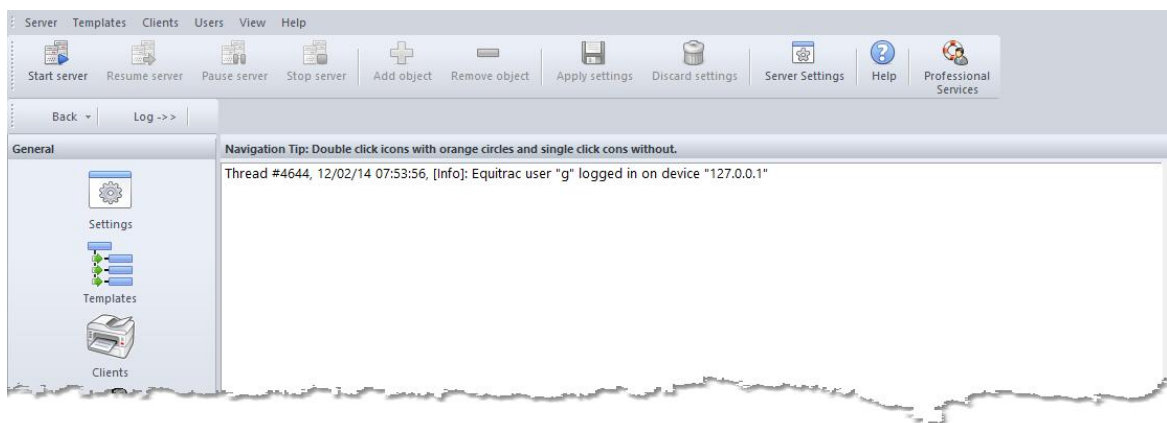 Server Templates Clients Users View Help
Start server Resume server Pause server Stop server Add object Remove object Apply settings Discard settings Server Settings Help Professional
Services
Back Log ->>
General Navigation Tip: Double click icons with orange circles and single click cons without.
Thread #4644, 12/02/14 07:53:56, [Info]: Equitrac user "g" logged in on device "127.0.0.1"
Settings
Templates
Clients